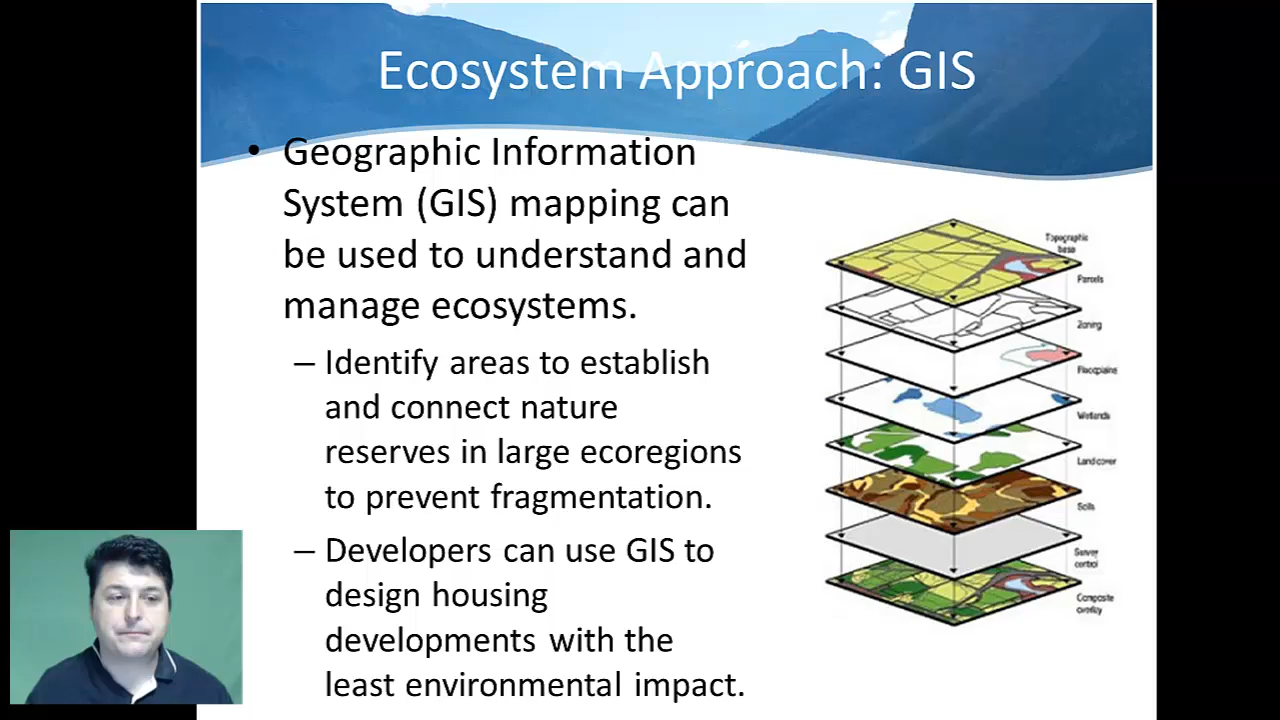 Ecosystem Approach: GIS
• Geographic Information
System (GIS) mapping can
be used to understand and
manage ecosystems.
– Identify areas to establish
and connect nature
reserves in large ecoregions
to prevent fragmentation.
– Developers can use GIS to
design housing
developments with the
least environmental impact.
Topographic
base
Parcels
Zoning
Floodplains
Wetlands
Land cover
Soils
Survey
control
Composite
overlay